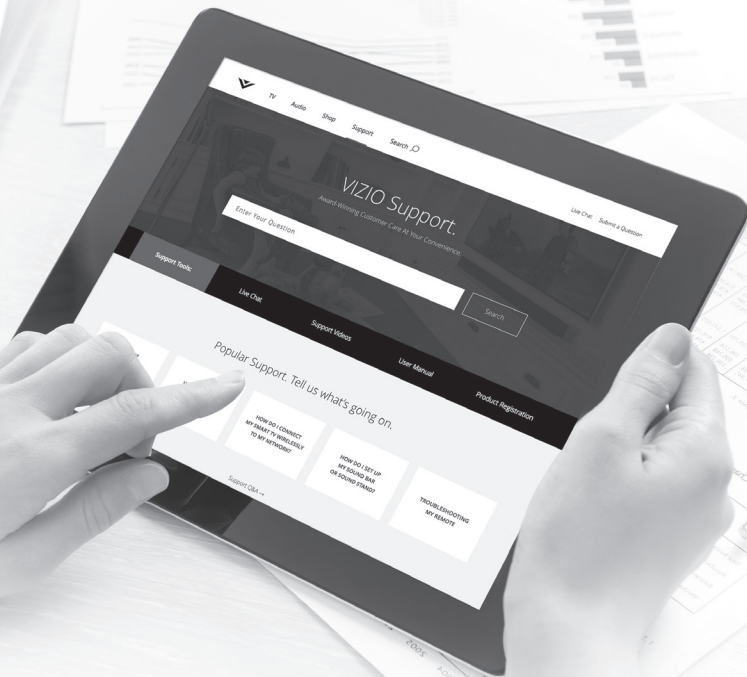 TV
Audio
Shop
Support
Search
Live Chat
Submit a Question
VIZIO Support.
Award-Winning Customer Care At Your Convenience.
Enter Your Question
Search
Support Tools:
Live Chat
Support Videos
User Manual
Product Registration
Popular Support. Tell us what's going on.
HOW DO I CONNECT
MY SMART TV WIRELESSLY
TO MY NETWORK?
HOW DO I SET UP
MY SOUND BAR
OR SOUND STAND?
TROUBLESHOOTING
MY REMOTE
Support Q&A →
2002